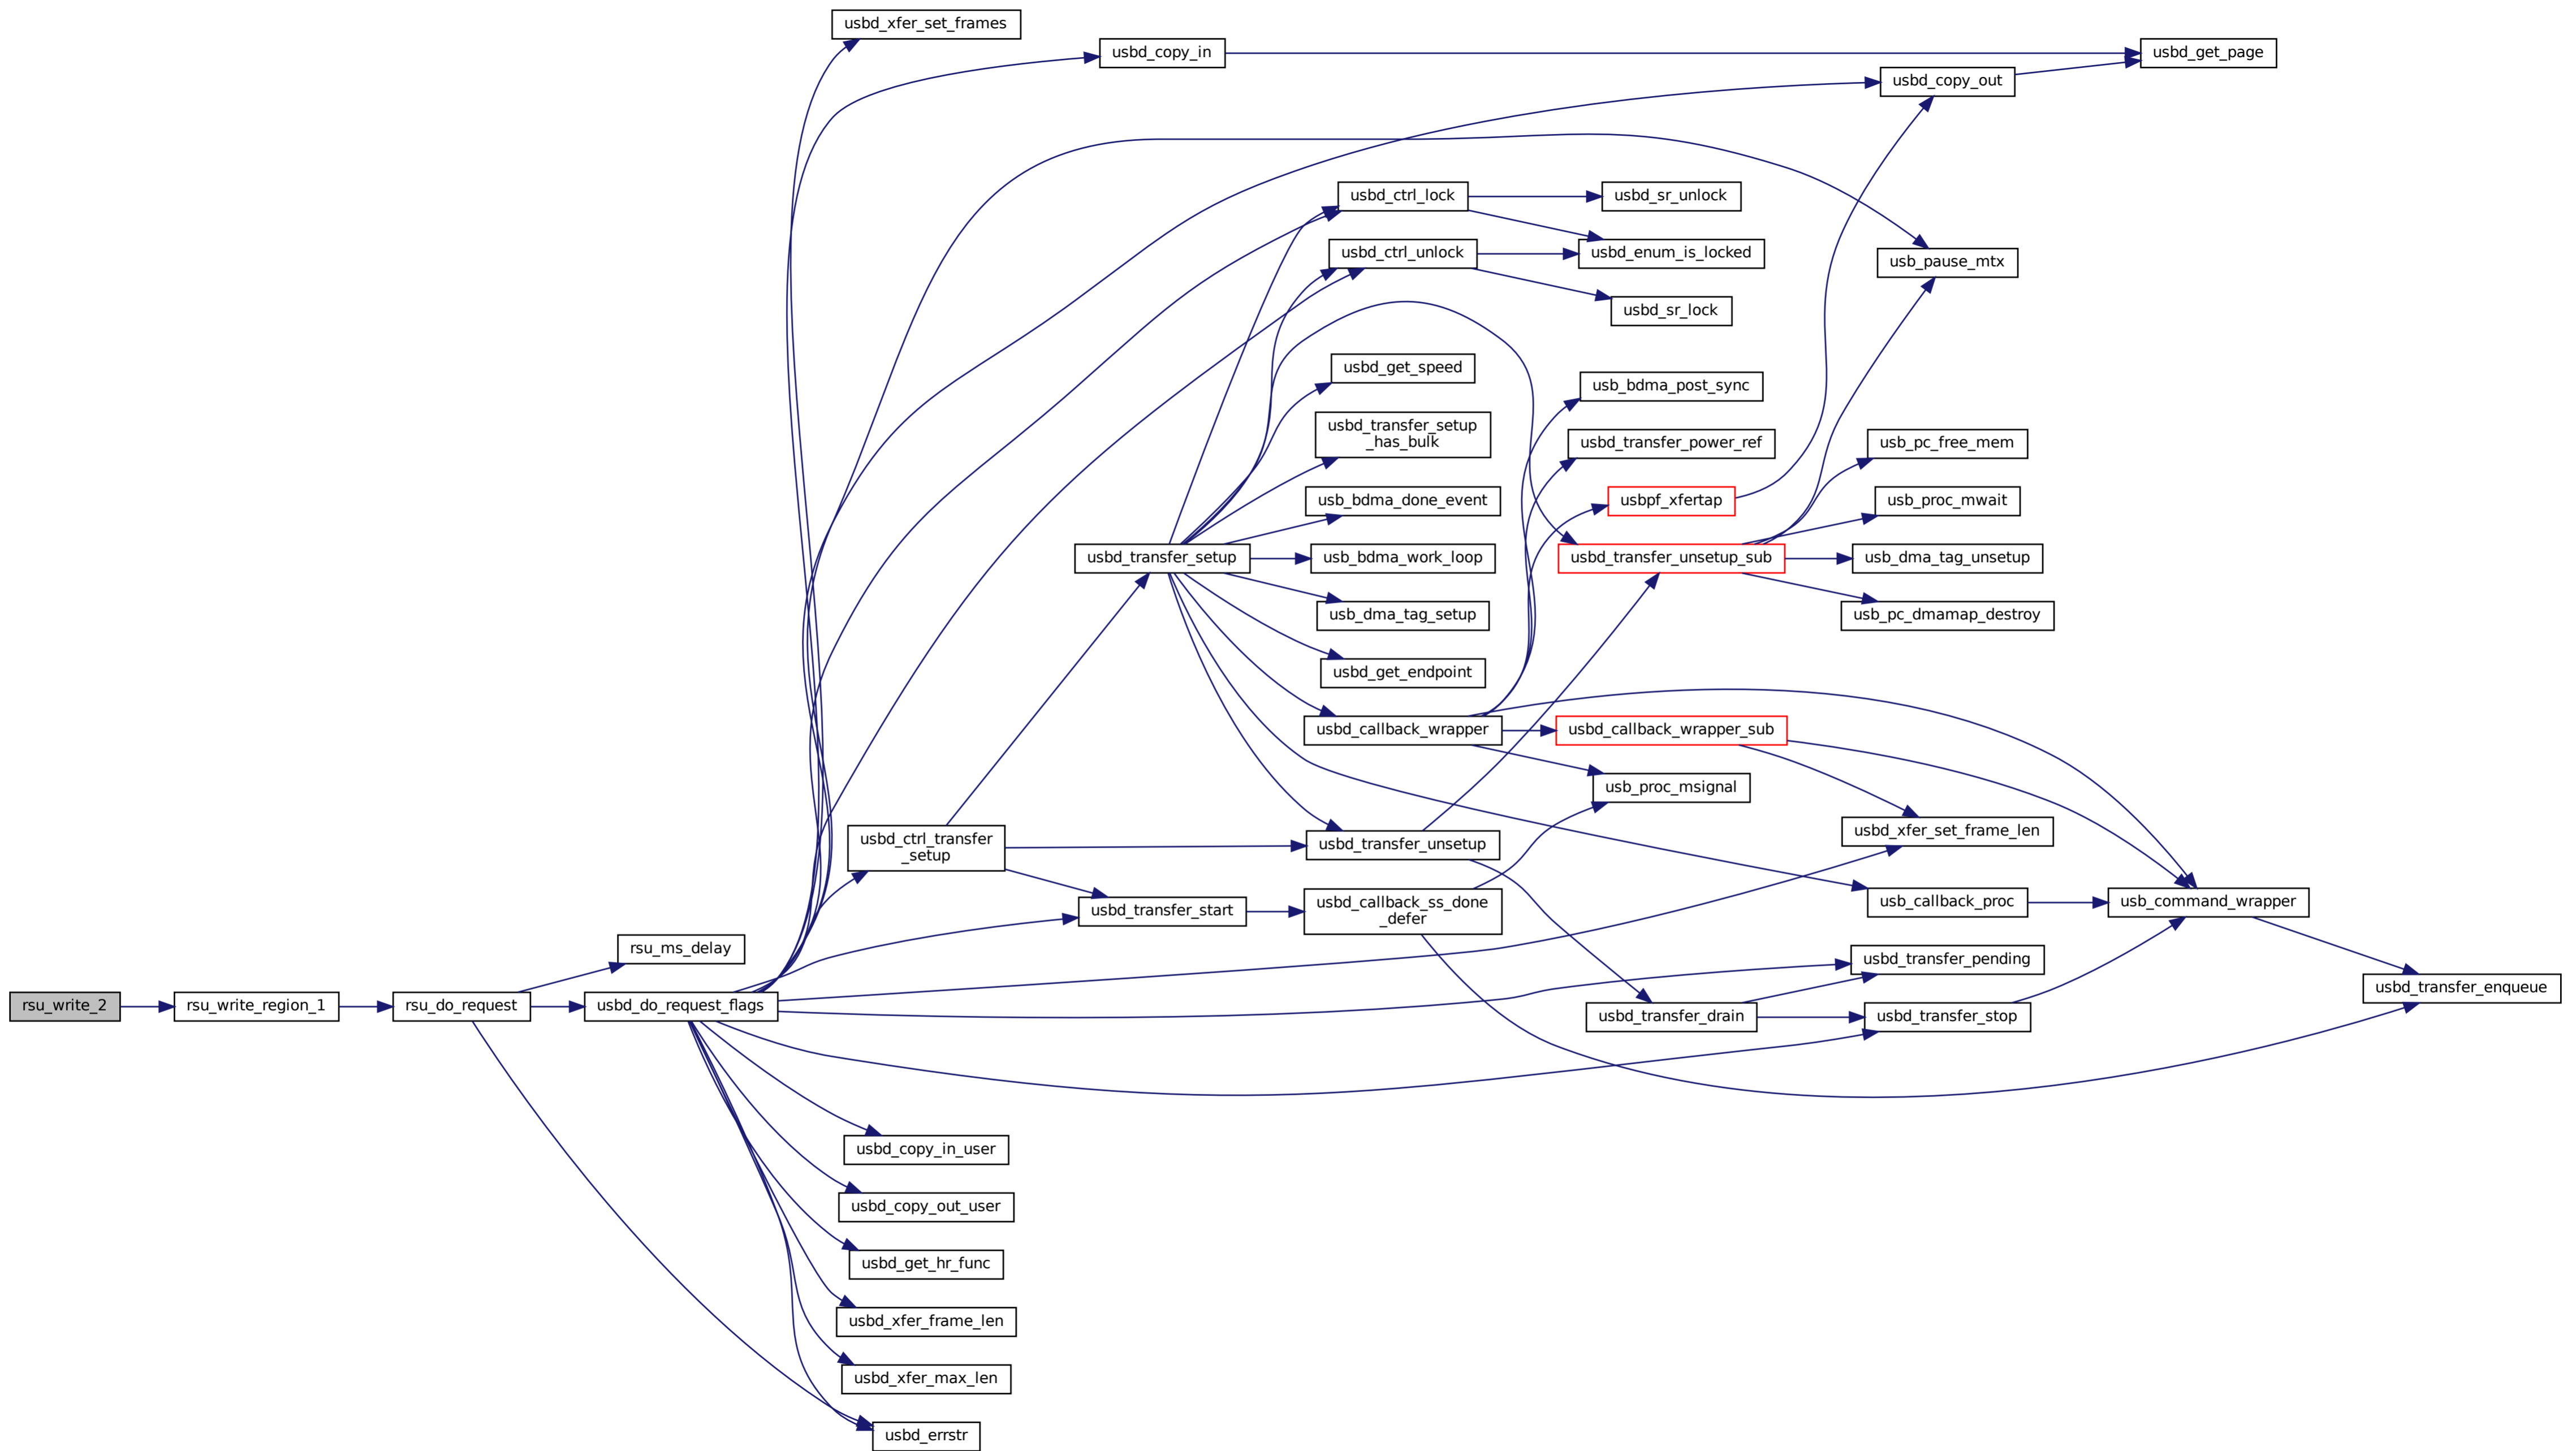 usbd_xfer_set_frames
usbd_copy_in
usbd_get_page
usbd_copy_out
usbd_ctrl_lock
usbd_sr_unlock
usbd_ctrl_unlock
usbd_enum_is_locked
usb_pause_mtx
usbd_sr_lock
usbd_get_speed
usb_bdma_post_sync
usbd_transfer_setup
_has_bulk
usbd_transfer_power_ref
usb_pc_free_mem
usb_bdma_done_event
usbpf_xfertap
usb_proc_mwait
usbd_transfer_setup
usb_bdma_work_loop
usbd_transfer_unsetup_sub
usb_dma_tag_unsetup
usb_dma_tag_setup
usb_pc_dmamap_destroy
usbd_get_endpoint
usbd_callback_wrapper
usbd_callback_wrapper_sub
usb_proc_msignal
usbd_ctrl_transfer
_setup
usbd_transfer_unsetup
usbd_xfer_set_frame_len
usbd_transfer_start
usbd_callback_ss_done
_defer
usb_callback_proc
usb_command_wrapper
rsu_ms_delay
usbd_transfer_pending
usbd_transfer_enqueue
rsu_write_2
rsu_write_region_1
rsu_do_request
usbd_do_request_flags
usbd_transfer_drain
usbd_transfer_stop
usbd_copy_in_user
usbd_copy_out_user
usbd_get_hr_func
usbd_xfer_frame_len
usbd_xfer_max_len
usbd_errstr